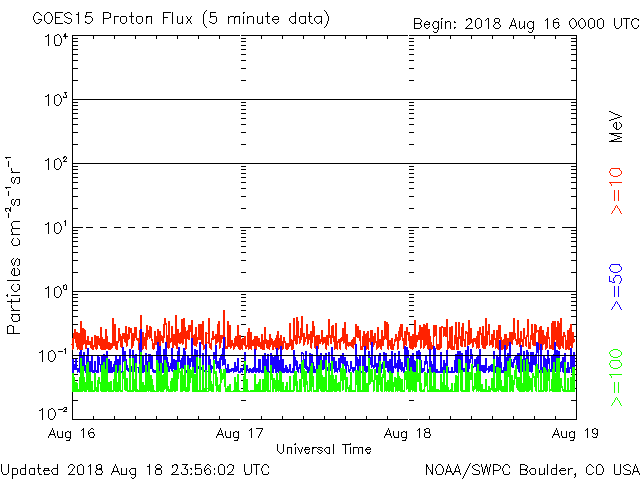 GOES15 Proton Flux (5 minute data)
Begin: 2018 Aug 16 0000 UTC
10⁴
10³
10²
10¹
10⁰
10⁻¹
10⁻²
Particles cm⁻²s⁻¹sr⁻¹
MeV
>=10
>=50
>=100
Aug 16
Aug 17
Aug 18
Aug 19
Universal Time
Updated 2018 Aug 18 23:56:02 UTC
NOAA/SWPC Boulder, CO USA